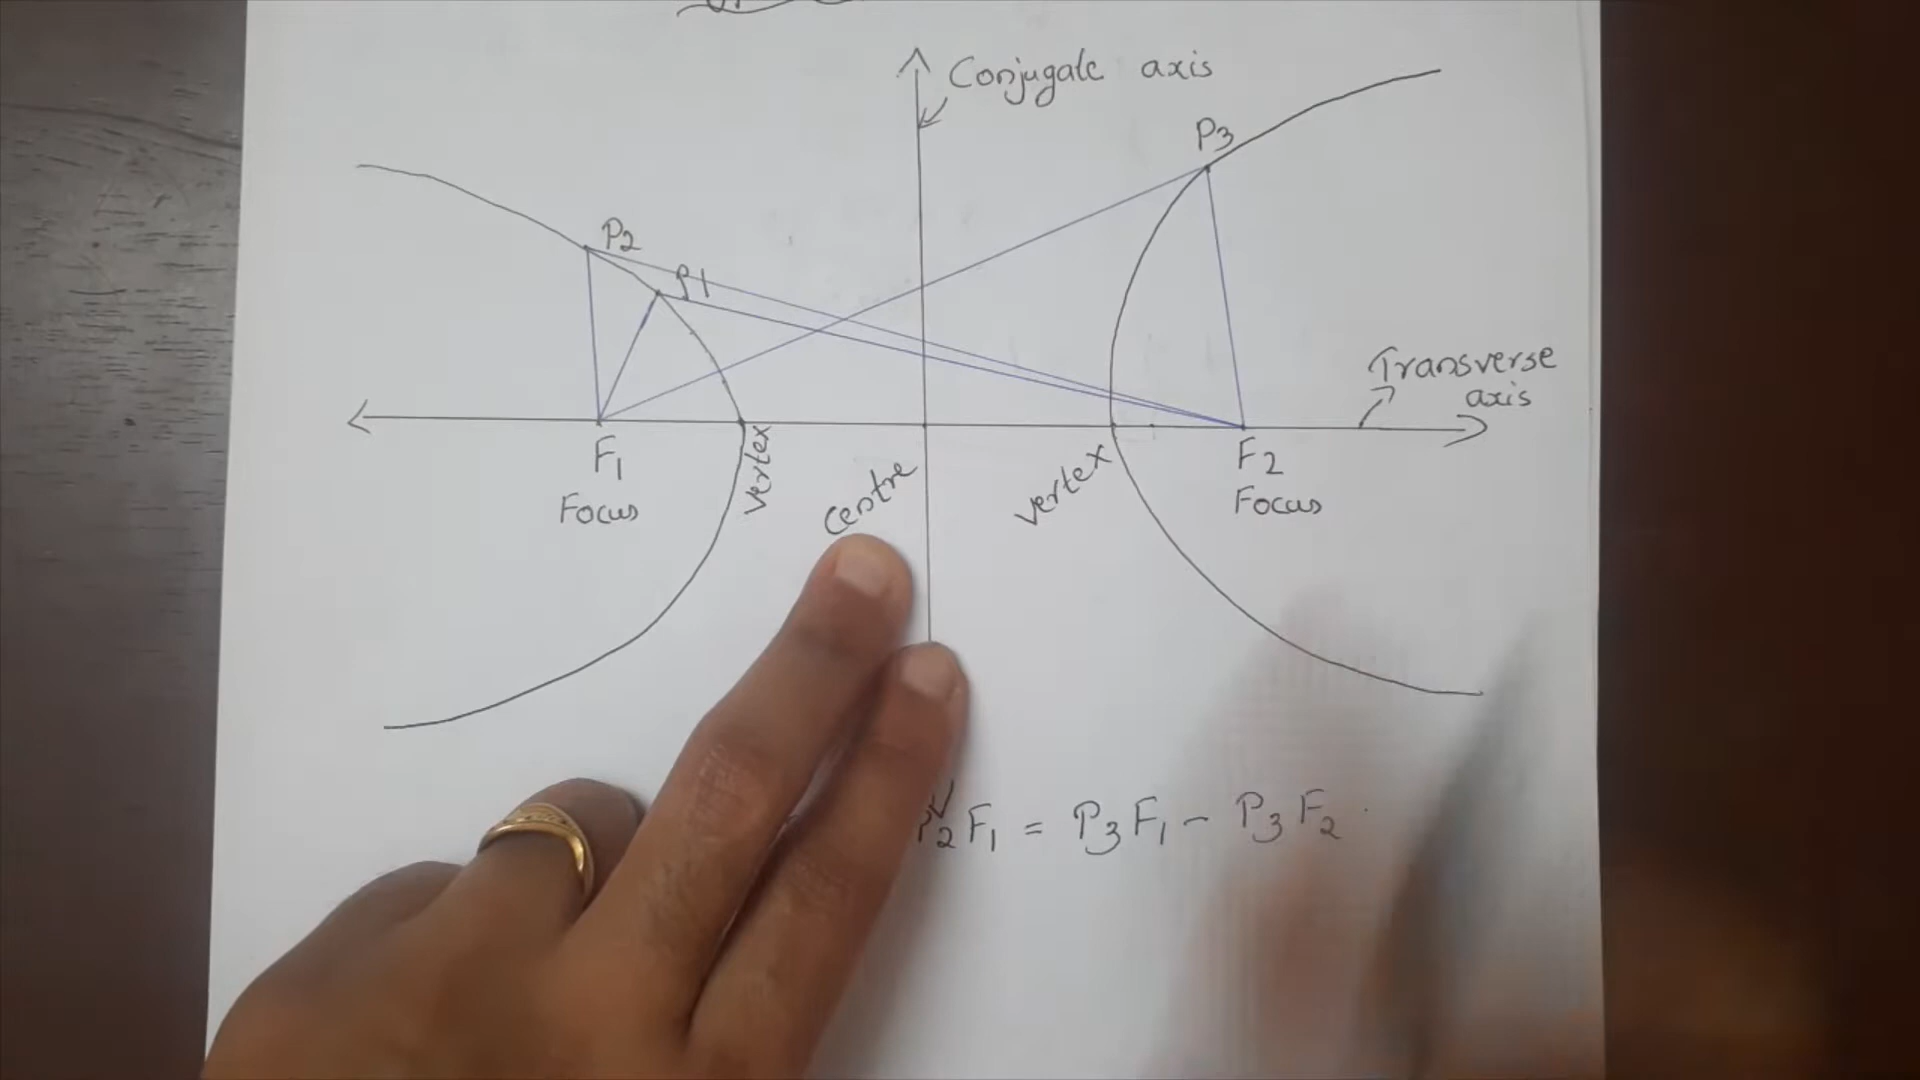 Conjugate axis
P3
P2
P1
Transverse
axis
F1
Focus
vertex
centre
vertex
F2
Focus
P2F1 = P3F1 - P3F2